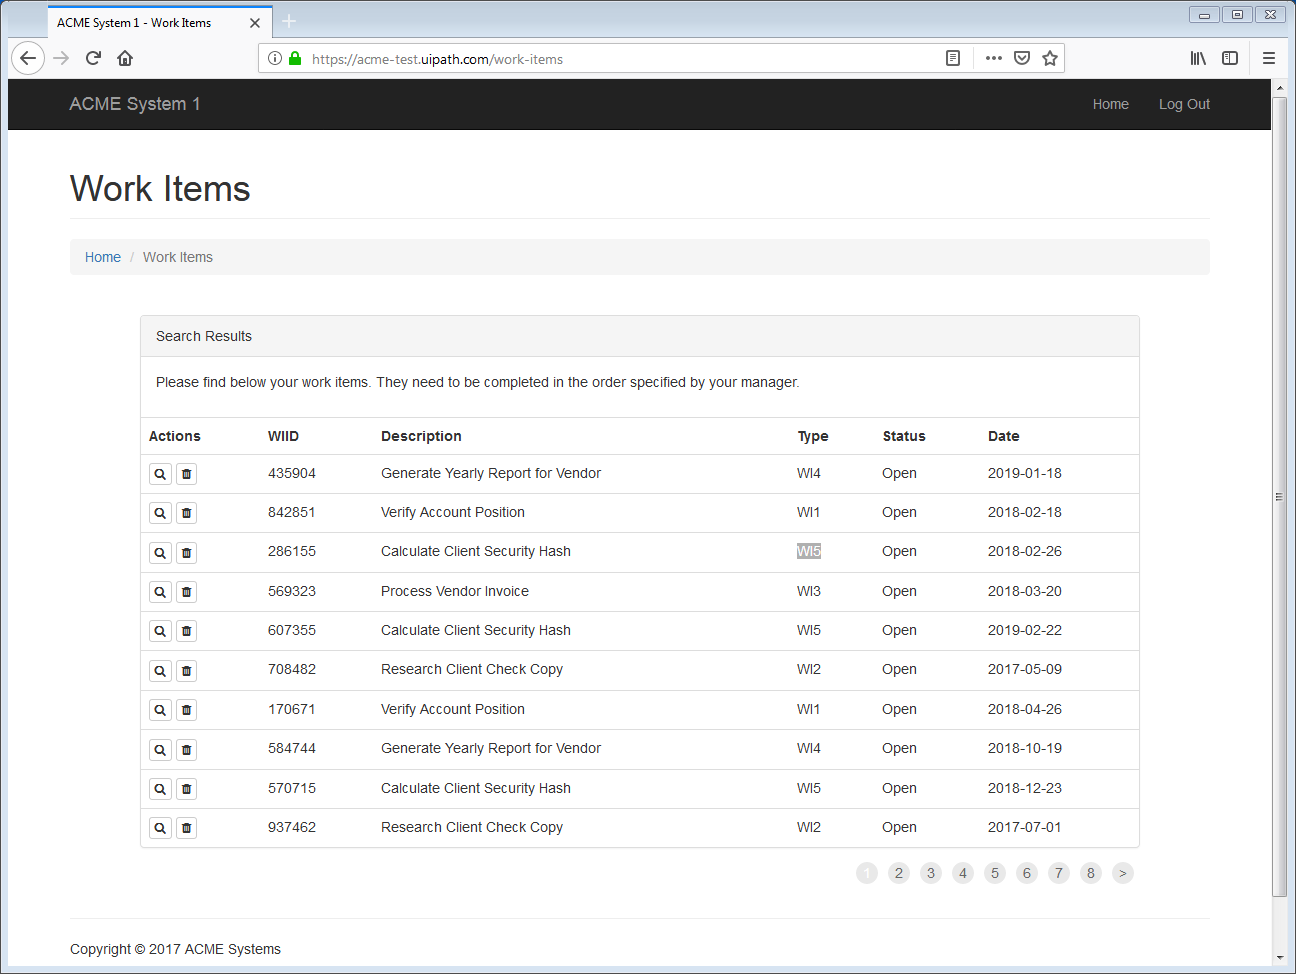 ACME System 1 - Work Items
https://acme-test.uipath.com/work-items
ACME System 1 Home Log Out
Work Items
Home / Work Items
Search Results
Please find below your work items. They need to be completed in the order specified by your manager.
Actions WIID Description Type Status Date
435904 Generate Yearly Report for Vendor WI4 Open 2019-01-18
842851 Verify Account Position WI1 Open 2018-02-18
286155 Calculate Client Security Hash WI5 Open 2018-02-26
569323 Process Vendor Invoice WI3 Open 2018-03-20
607355 Calculate Client Security Hash WI5 Open 2019-02-22
708482 Research Client Check Copy WI2 Open 2017-05-09
170671 Verify Account Position WI1 Open 2018-04-26
584744 Generate Yearly Report for Vendor WI4 Open 2018-10-19
570715 Calculate Client Security Hash WI5 Open 2018-12-23
937462 Research Client Check Copy WI2 Open 2017-07-01
1 2 3 4 5 6 7 8 >
Copyright © 2017 ACME Systems